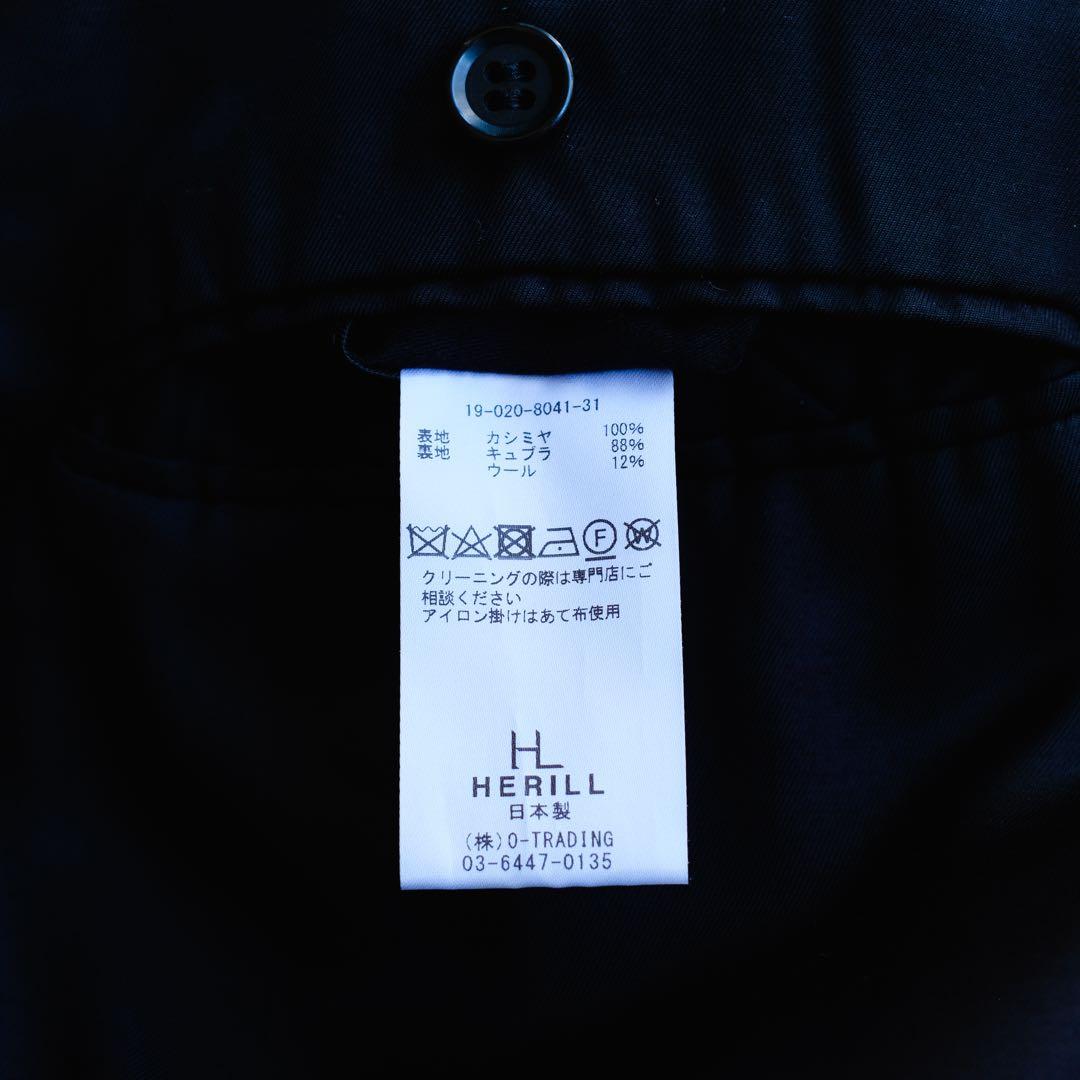 19-020-8041-31
表地 カシミヤ 100%
裏地 キュプラ 88%
ウール 12%
F W
クリーニングの際は専門店にご
相談ください
アイロン掛けはあて布使用
HL
HERILL
日本製
(株)O-TRADING
03-6447-0135